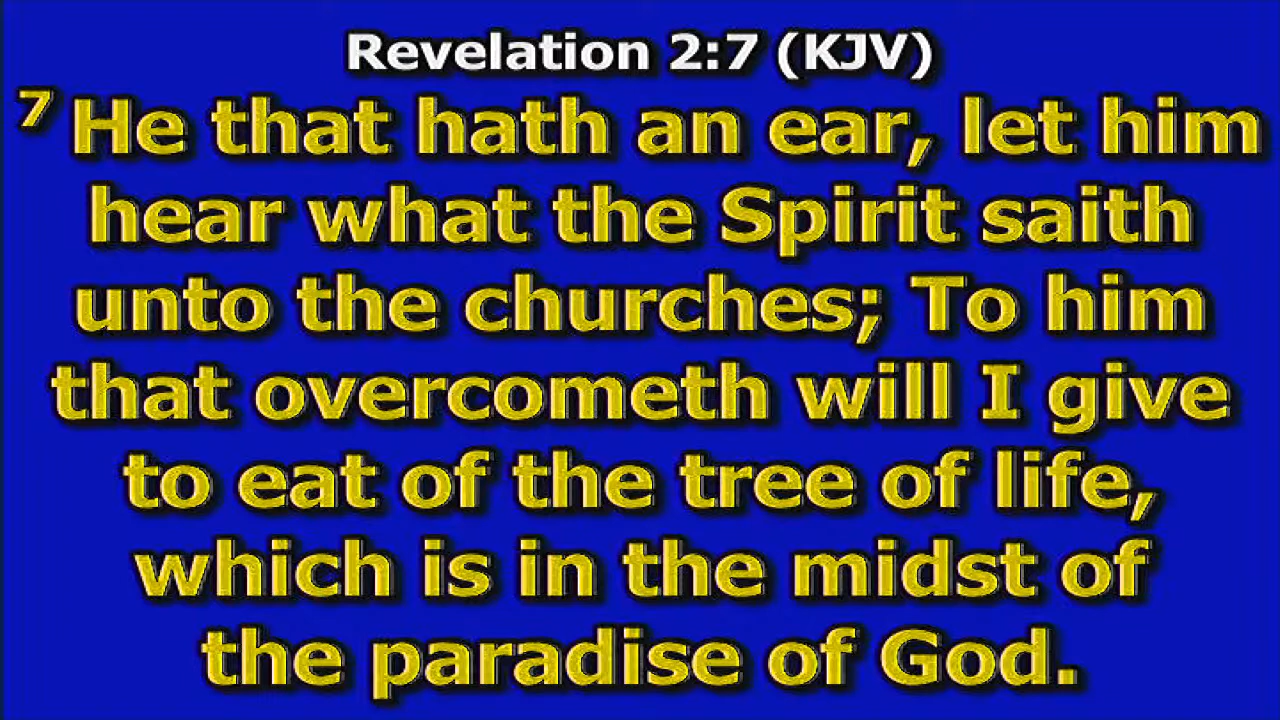 Revelation 2:7 (KJV)
7 He that hath an ear, let him
hear what the Spirit saith
unto the churches; To him
that overcometh will I give
to eat of the tree of life,
which is in the midst of
the paradise of God.